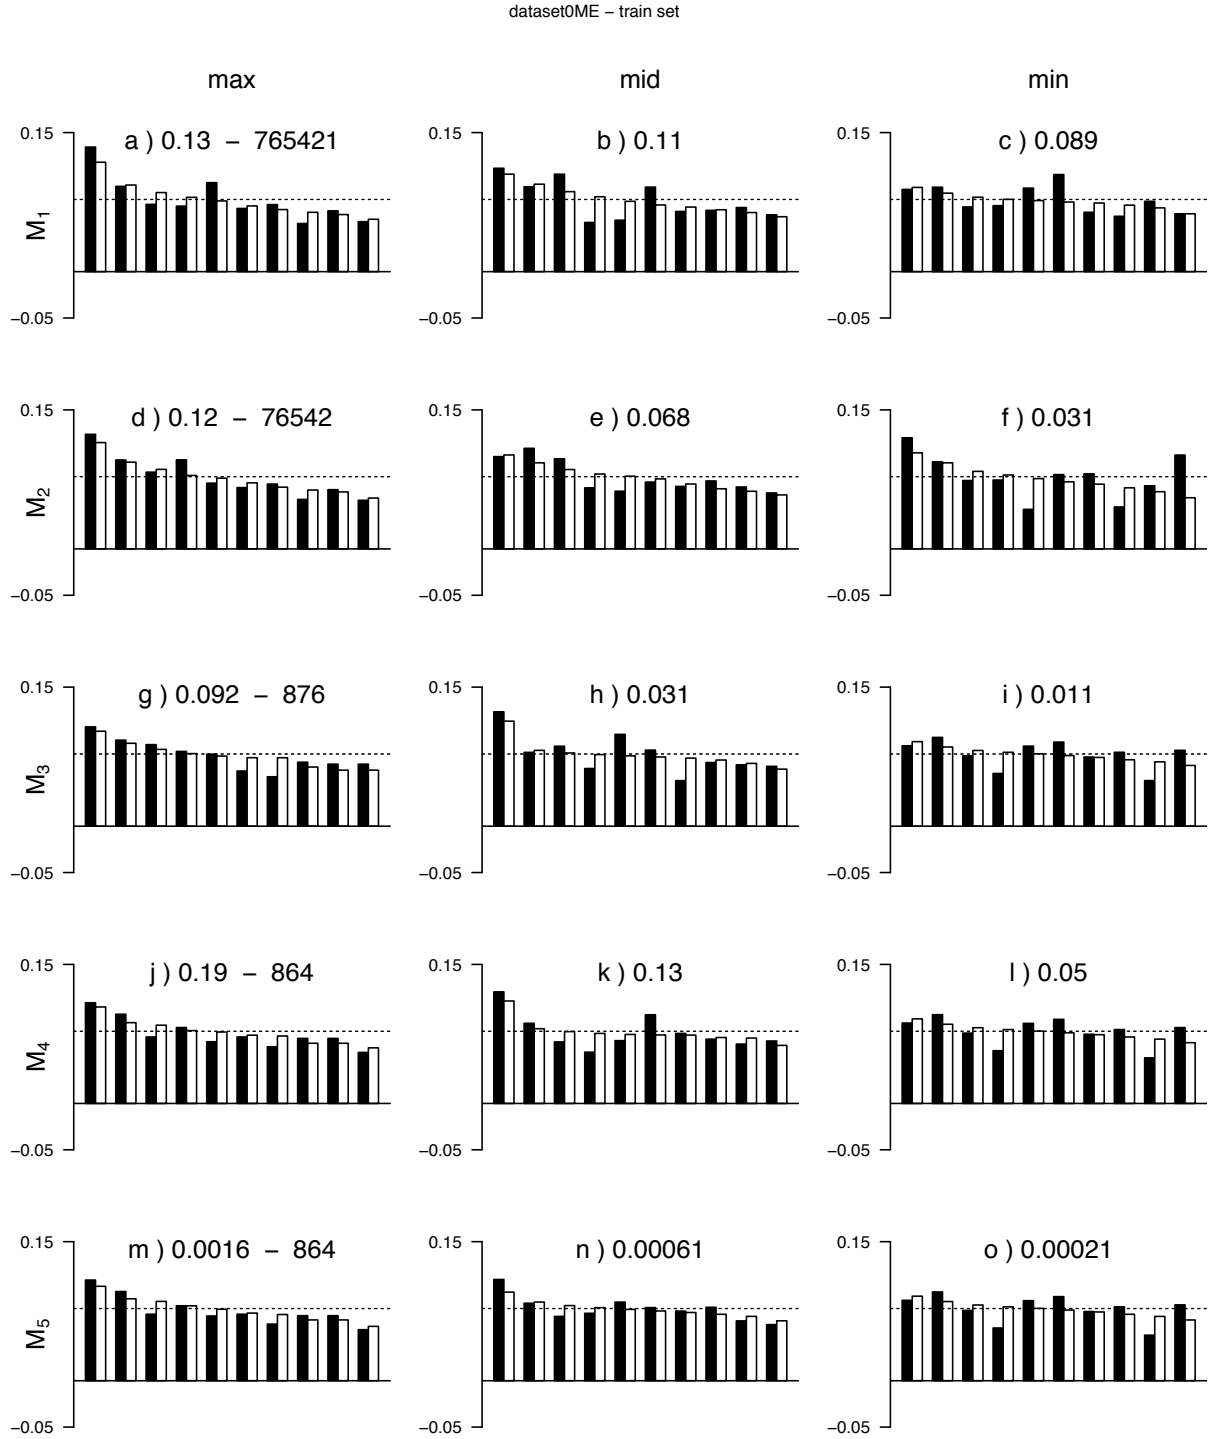 dataset0ME − train set
max mid min
0.15 a ) 0.13 − 765421 0.15 b ) 0.11 0.15 c ) 0.089
M1
−0.05 −0.05 −0.05
0.15 d ) 0.12 − 76542 0.15 e ) 0.068 0.15 f ) 0.031
M2
−0.05 −0.05 −0.05
0.15 g ) 0.092 − 876 0.15 h ) 0.031 0.15 i ) 0.011
M3
−0.05 −0.05 −0.05
0.15 j ) 0.19 − 864 0.15 k ) 0.13 0.15 l ) 0.05
M4
−0.05 −0.05 −0.05
0.15 m ) 0.0016 − 864 0.15 n ) 0.00061 0.15 o ) 0.00021
M5
−0.05 −0.05 −0.05